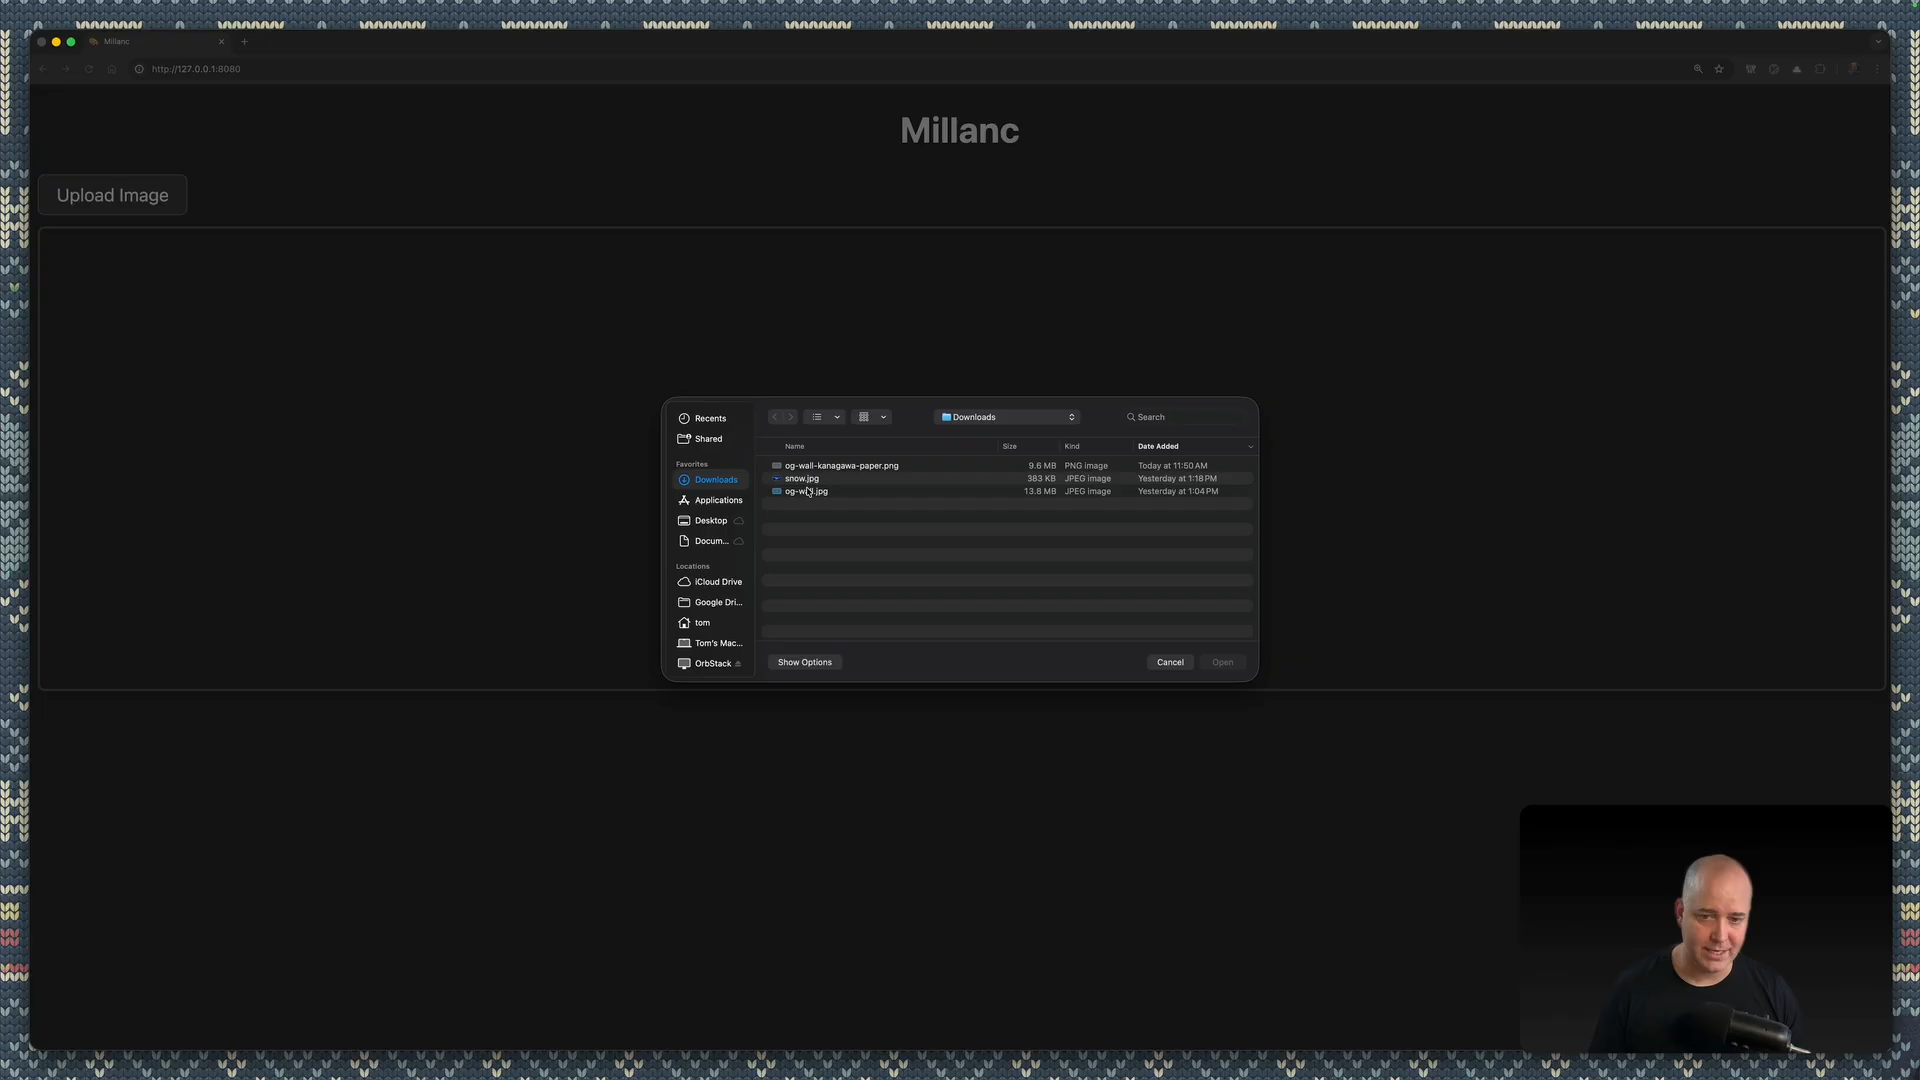 Millanc
http://127.0.0.1:8080
Millanc
Upload Image
Recents
Shared
Favorites
Downloads
Applications
Desktop
Docum...
Locations
iCloud Drive
Google Dri...
tom
Tom's Mac...
OrbStack
Downloads
Search
Name Size Kind Date Added
og-wall-kanagawa-paper.png 9.6 MB PNG image Today at 11:50 AM
snow.jpg 383 KB JPEG image Yesterday at 1:18 PM
og-wall.jpg 13.8 MB JPEG image Yesterday at 1:04 PM
Show Options
Cancel
Open